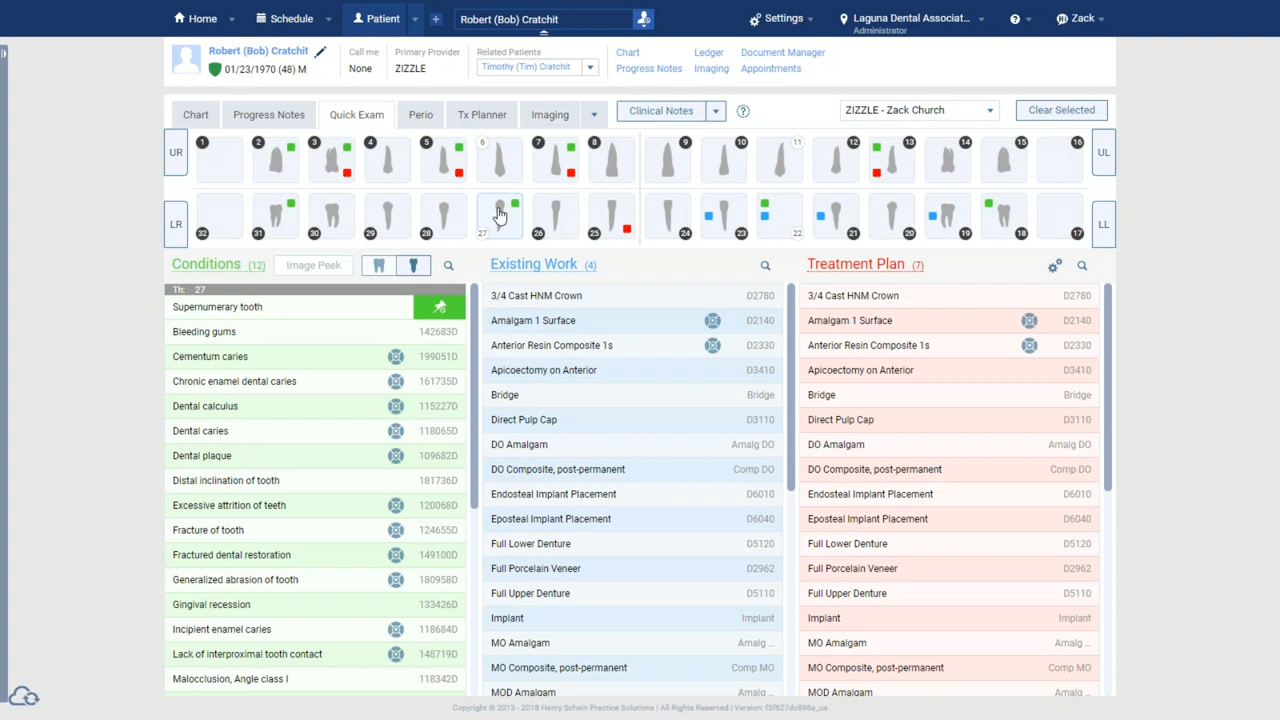 Home
Schedule
Patient
+
Robert (Bob) Cratchit
Settings
Laguna Dental Associat...
Administrator
?
Zack
Robert (Bob) Cratchit
01/23/1970 (48) M
Call me
None
Primary Provider
ZIZZLE
Related Patients
Timothy (Tim) Cratchit
Chart
Ledger
Document Manager
Progress Notes
Imaging
Appointments
Chart
Progress Notes
Quick Exam
Perio
Tx Planner
Imaging
Clinical Notes
?
ZIZZLE - Zack Church
Clear Selected
UR
1 2 3 4 5 6 7 8 9 10 11 12 13 14 15 16
UL
LR
32 31 30 29 28 27 26 25 24 23 22 21 20 19 18 17
LL
Conditions (12)
Image Peek
Existing Work (4)
Treatment Plan (7)
Th: 27
Supernumerary tooth
Bleeding gums 142683D
Cementum caries 199051D
Chronic enamel dental caries 161735D
Dental calculus 115227D
Dental caries 118065D
Dental plaque 109682D
Distal inclination of tooth 181736D
Excessive attrition of teeth 120068D
Fracture of tooth 124655D
Fractured dental restoration 149100D
Generalized abrasion of tooth 180958D
Gingival recession 133426D
Incipient enamel caries 118684D
Lack of interproximal tooth contact 148719D
Malocclusion, Angle class I 118342D
3/4 Cast HNM Crown D2780
Amalgam 1 Surface D2140
Anterior Resin Composite 1s D2330
Apicoectomy on Anterior D3410
Bridge Bridge
Direct Pulp Cap D3110
DO Amalgam Amalg DO
DO Composite, post-permanent Comp DO
Endosteal Implant Placement D6010
Eposteal Implant Placement D6040
Full Lower Denture D5120
Full Porcelain Veneer D2962
Full Upper Denture D5110
Implant Implant
MO Amalgam Amalg ...
MO Composite, post-permanent Comp MO
MOD Amalgam Amalg ...
3/4 Cast HNM Crown D2780
Amalgam 1 Surface D2140
Anterior Resin Composite 1s D2330
Apicoectomy on Anterior D3410
Bridge Bridge
Direct Pulp Cap D3110
DO Amalgam Amalg DO
DO Composite, post-permanent Comp DO
Endosteal Implant Placement D6010
Eposteal Implant Placement D6040
Full Lower Denture D5120
Full Porcelain Veneer D2962
Full Upper Denture D5110
Implant Implant
MO Amalgam Amalg ...
MO Composite, post-permanent Comp MO
MOD Amalgam Amalg ...
Copyright © 2013 - 2018 Henry Schein Practice Solutions | All Rights Reserved | Version: f5f627dc896a_ua